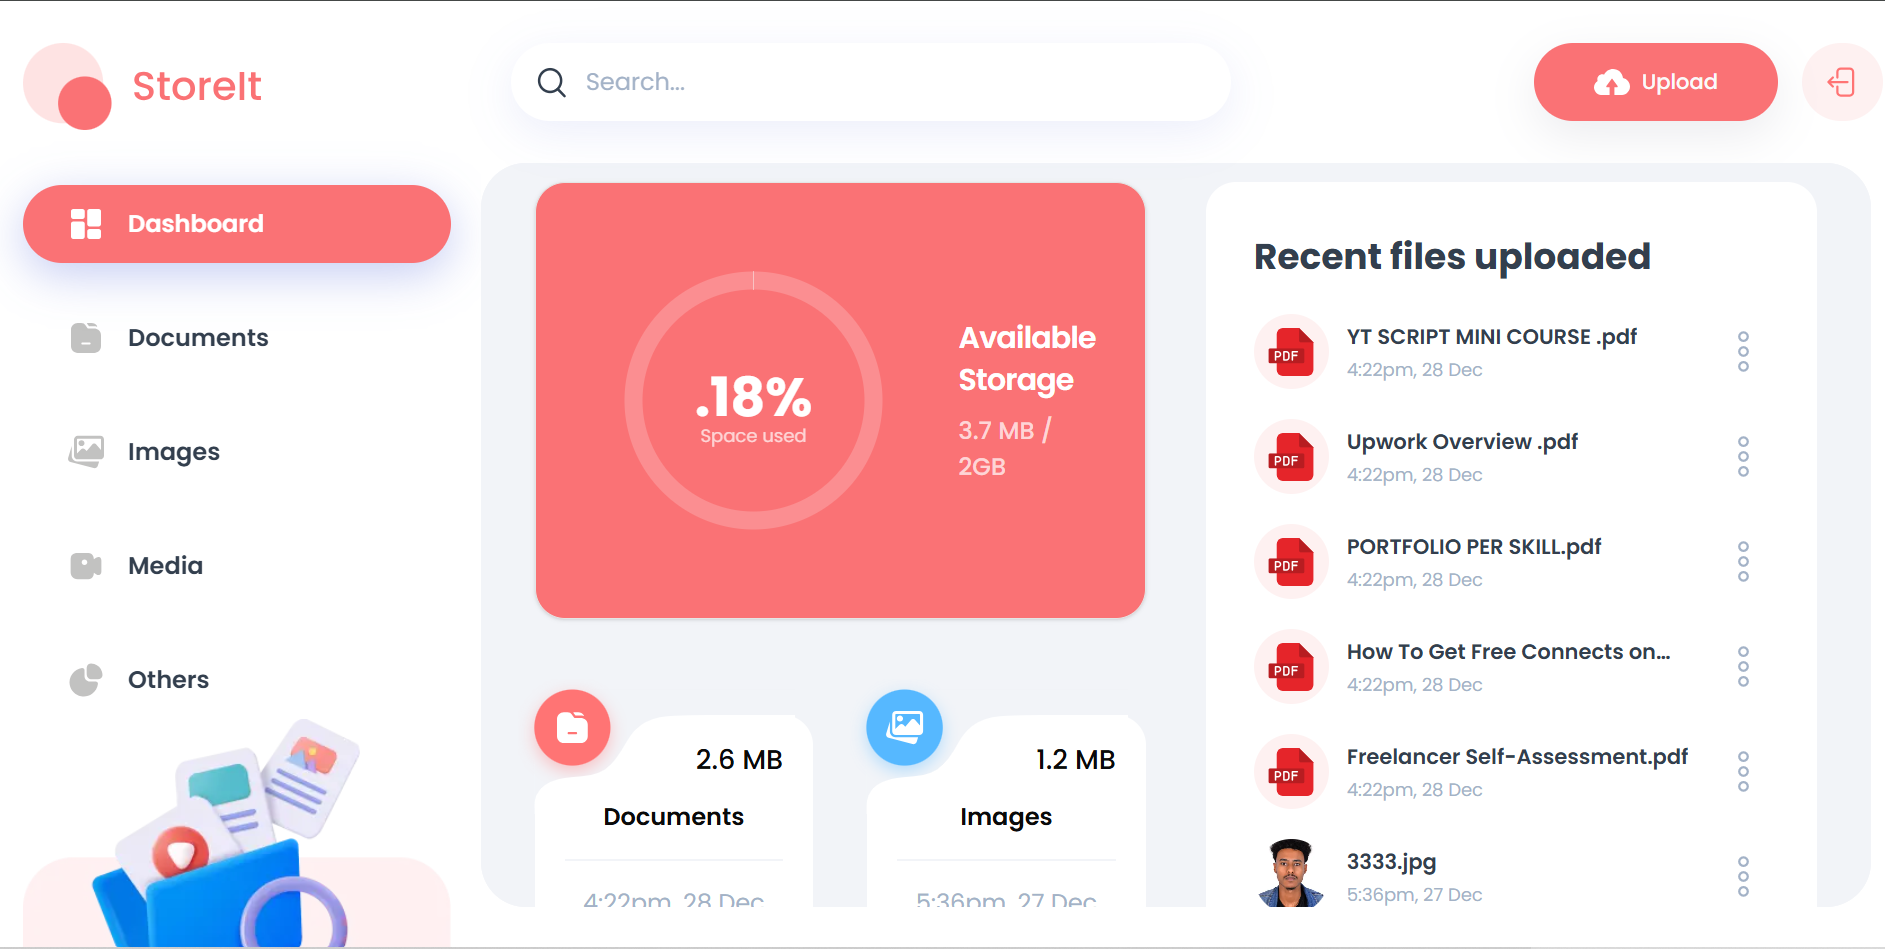 StoreIt
Search...
Upload
Dashboard
Documents
Images
Media
Others
.18%
Space used
Available
Storage
3.7 MB /
2GB
2.6 MB
Documents
4:22pm, 28 Dec
1.2 MB
Images
5:36pm, 27 Dec
Recent files uploaded
PDF
YT SCRIPT MINI COURSE .pdf
4:22pm, 28 Dec
PDF
Upwork Overview .pdf
4:22pm, 28 Dec
PDF
PORTFOLIO PER SKILL.pdf
4:22pm, 28 Dec
PDF
How To Get Free Connects on...
4:22pm, 28 Dec
PDF
Freelancer Self-Assessment.pdf
4:22pm, 28 Dec
3333.jpg
5:36pm, 27 Dec